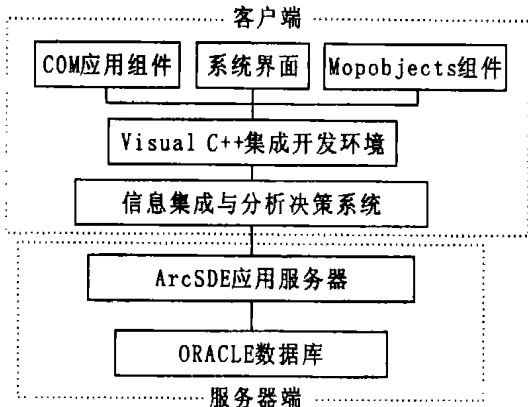 客户端
COM应用组件
系统界面
Mopobjects组件
Visual C++集成开发环境
信息集成与分析决策系统
ArcSDE应用服务器
ORACLE数据库
服务器端